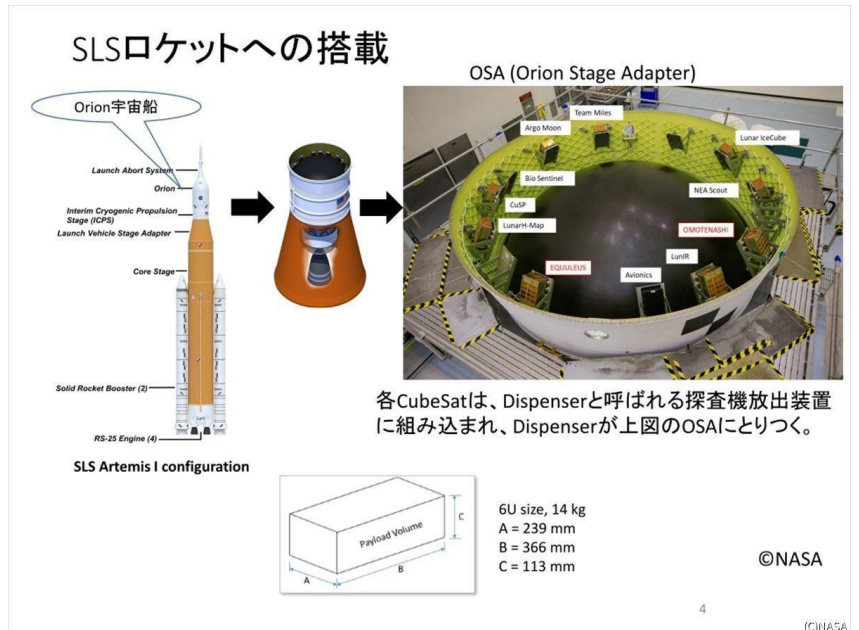 SLSロケットへの搭載
OSA (Orion Stage Adapter)
Orion宇宙船
Launch Abort System
Orion
Interim Cryogenic Propulsion
Stage (ICPS)
Launch Vehicle Stage Adapter
Core Stage
Solid Rocket Booster (2)
RS-25 Engine (4)
SLS Artemis I configuration
Team Miles
Argo Moon
Lunar IceCube
Bio Sentinel
NEA Scout
CuSP
LunarH-Map
OMOTENASHI
LunIR
EQUULEUS
Avionics
各CubeSatは、Dispenserと呼ばれる探査機放出装置
に組み込まれ、Dispenserが上図のOSAにとりつく。
Payload Volume
A
B
C
6U size, 14 kg
A = 239 mm
B = 366 mm
C = 113 mm
©NASA
4
(C)NASA